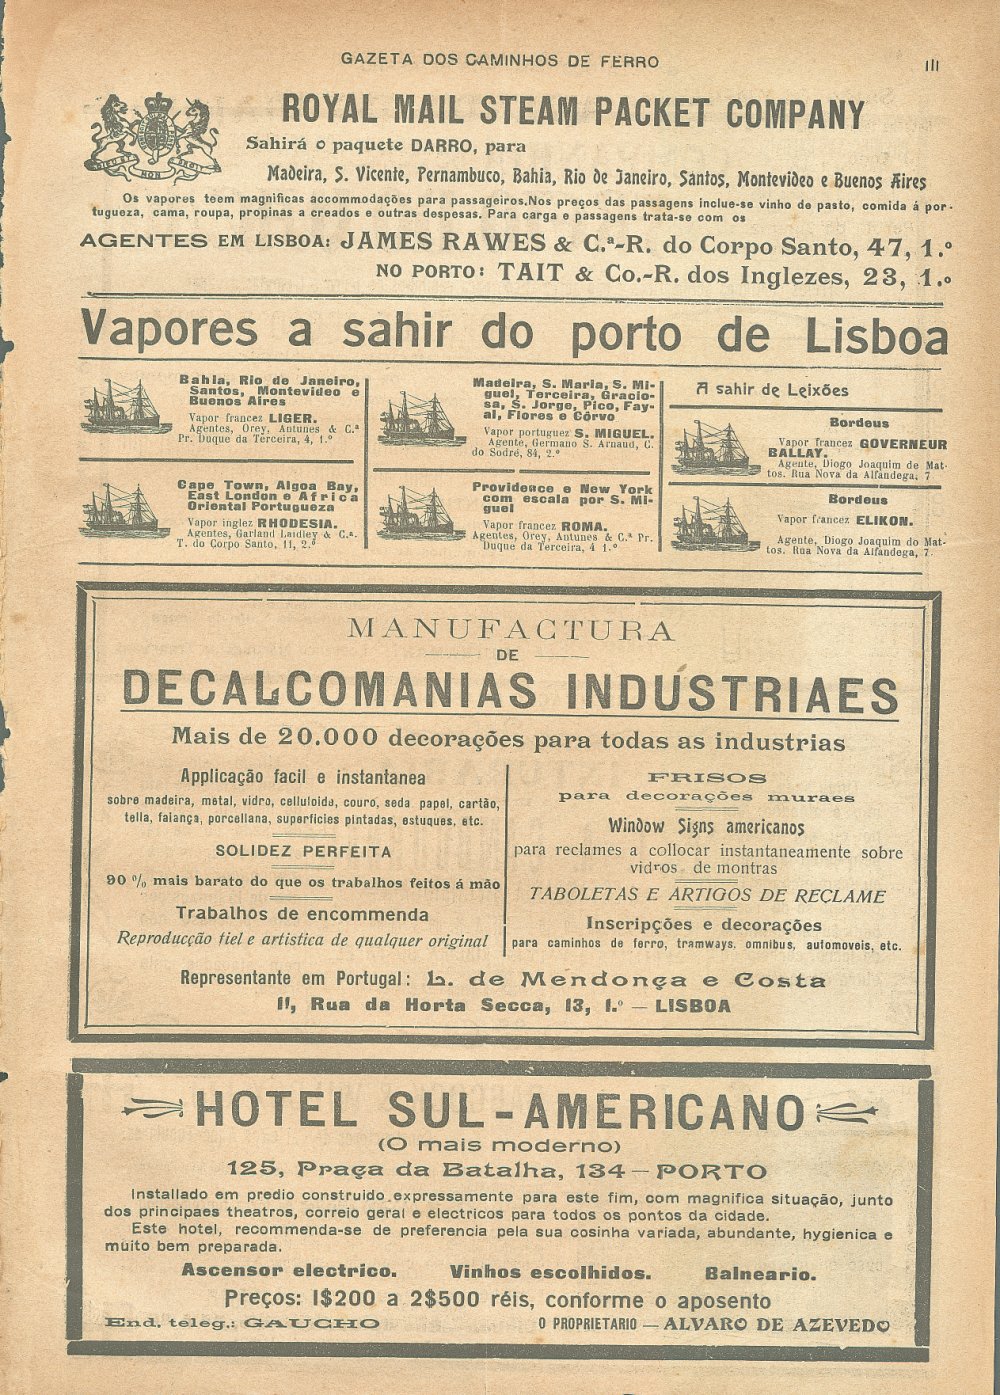 GAZETA DOS CAMINHOS DE FERRO
III
ROYAL MAIL STEAM PACKET COMPANY
Sahirá o paquete DARRO, para
Madeira, S. Vicente, Pernambuco, Bahia, Rio de Janeiro, Santos, Montevideo e Buenos Aires
Os vapores teem magnificas accommodações para passageiros.Nos preços das passagens inclue-se vinho de pasto, comida á por-
tugueza, cama, roupa, propinas a creados e outras despesas. Para carga e passagens trata-se com os
AGENTES EM LISBOA: JAMES RAWES & C.ª-R. do Corpo Santo, 47, 1.º
NO PORTO: TAIT & Co.-R. dos Inglezes, 23, 1.º
Vapores a sahir do porto de Lisboa
Bahia, Rio de Janeiro,
Santos, Montevideo e
Buenos Aires
Vapor francez LIGER.
Agentes, Orey, Antunes & C.ª
Pr. Duque da Terceira, 4, 1.º
Cape Town, Algoa Bay,
East London e Africa
Oriental Portugueza
Vapor inglez RHODESIA.
Agentes, Garland Laidley & C.ª.
T. do Corpo Santo, 11, 2.º
Madeira, S. Maria, S. Mi-
guel, Terceira, Gracio-
sa, S. Jorge, Pico, Fay-
al, Flores e Côrvo
Vapor portuguez S. MIGUEL.
Agente, Germano S. Arnaud, C.
do Sodré, 84, 2.º
Providence e New York
com escala por S. Mi-
guel
Vapor francez ROMA.
Agentes, Orey, Antunes & C.ª Pr.
Duque da Terceira, 4 1.º
A sahir de Leixões
Bordeus
Vapor francez GOVERNEUR
BALLAY.
Agente, Diogo Joaquim de Mat-
tos. Rua Nova da Alfandega, 7
Bordeus
Vapor francez ELIKON.
Agente, Diogo Joaquim do Mat-
tos. Rua Nova da Alfandega, 7.
MANUFACTURA
DE
DECALCOMANIAS INDUSTRIAES
Mais de 20.000 decorações para todas as industrias
Applicação facil e instantanea
sobre madeira, metal, vidro, celluloide, couro, seda papel, cartão,
tella, faiança, porcellana, superficies pintadas, estuques, etc.
SOLIDEZ PERFEITA
90 % mais barato do que os trabalhos feitos á mão
Trabalhos de encommenda
Reproducção fiel e artistica de qualquer original
FRISOS
para decorações muraes
Window Signs americanos
para reclames a collocar instantaneamente sobre
vidros de montras
TABOLETAS E ARTIGOS DE RECLAME
Inscripções e decorações
para caminhos de ferro, tramways, omnibus, automoveis, etc.
Representante em Portugal: L. de Mendonça e Costa
11, Rua da Horta Secca, 13, 1.º — LISBOA
HOTEL SUL-AMERICANO
(O mais moderno)
125, Praça da Batalha, 134 — PORTO
Installado em predio construido expressamente para este fim, com magnifica situação, junto
dos principaes theatros, correio geral e electricos para todos os pontos da cidade.
Este hotel, recommenda-se de preferencia pela sua cosinha variada, abundante, hygienica e
muito bem preparada.
Ascensor electrico. Vinhos escolhidos. Balneario.
Preços: 1$200 a 2$500 réis, conforme o aposento
End. teleg.: GAUCHO
O PROPRIETARIO — ALVARO DE AZEVEDO